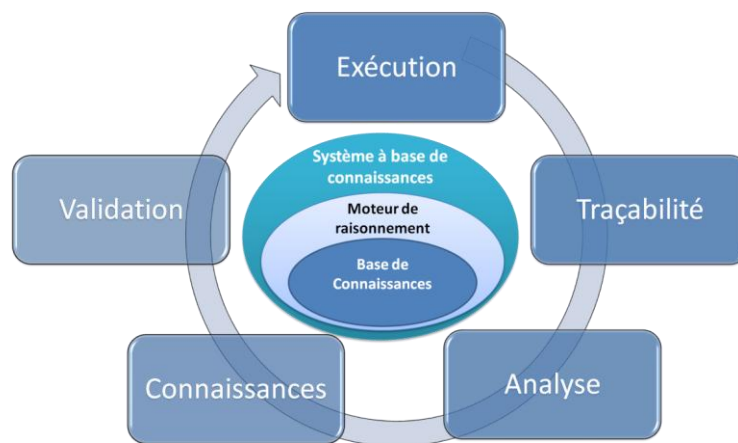 Exécution
Système à base de
connaissances
Moteur de
raisonnement
Base de
Connaissances
Validation
Traçabilité
Connaissances
Analyse